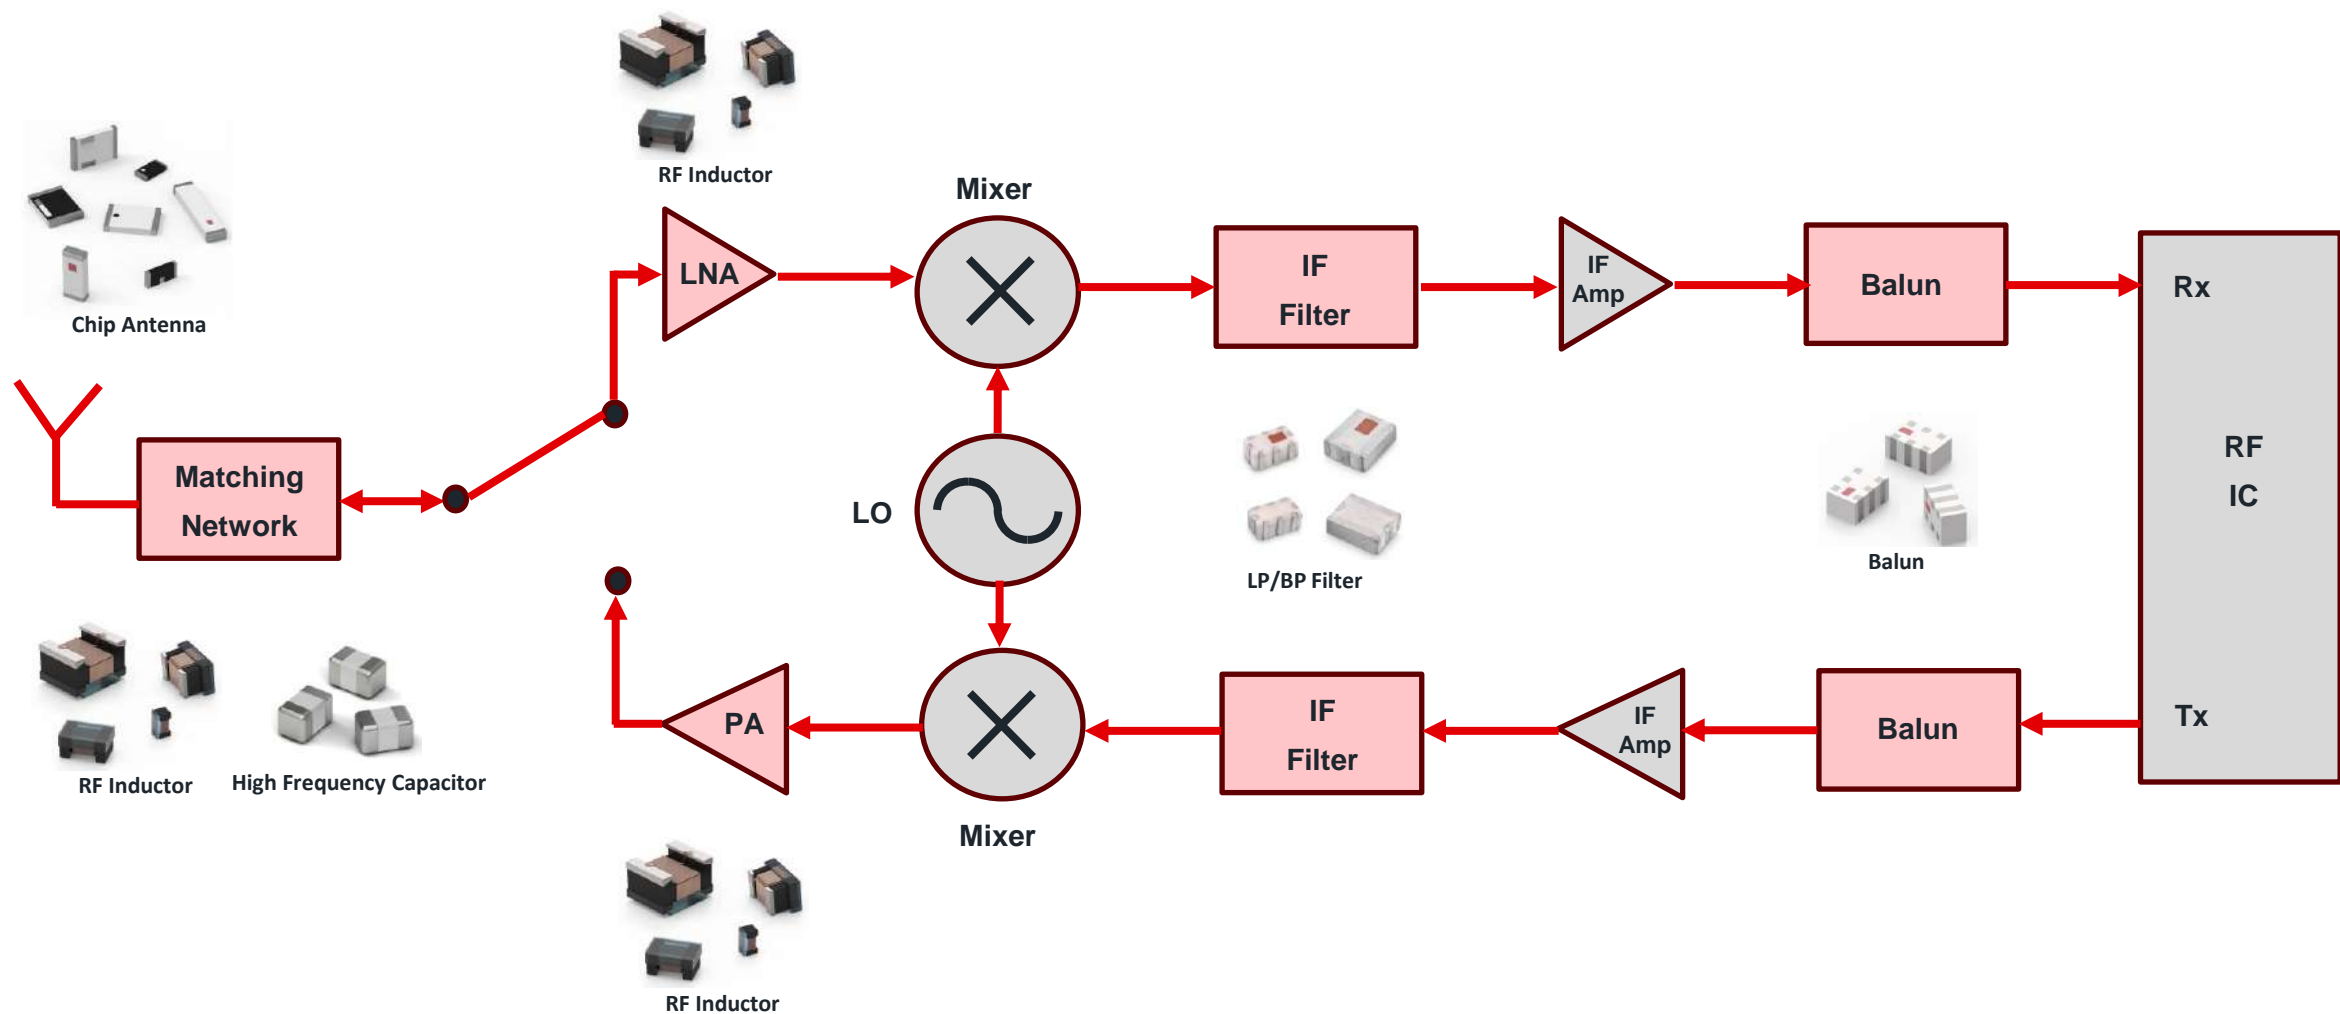 RF Inductor
Mixer
Chip Antenna
LNA
IF
Filter
IF
Amp
Balun
Rx
Matching
Network
LO
LP/BP Filter
Balun
RF
IC
RF Inductor
High Frequency Capacitor
PA
Mixer
IF
Filter
IF
Amp
Balun
Tx
RF Inductor